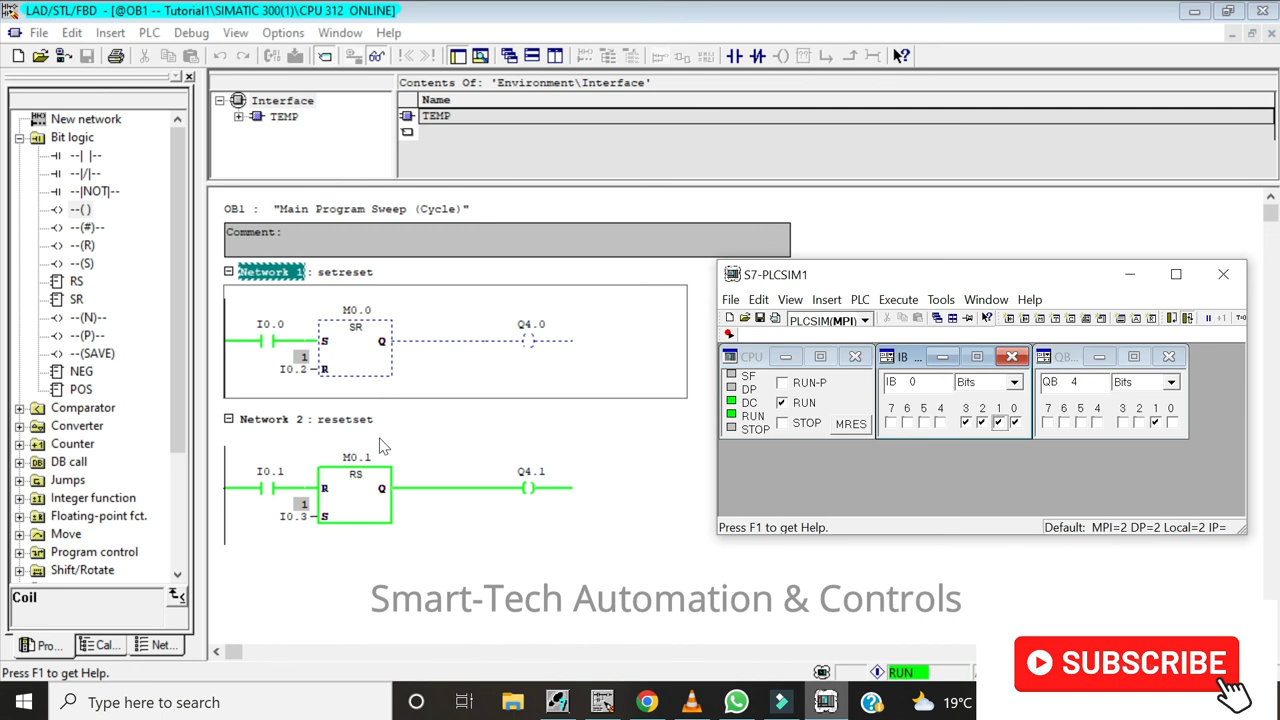 LAD/STL/FBD - [@OB1 -- Tutorial1\SIMATIC 300(1)\CPU 312 ONLINE]
File Edit Insert PLC Debug View Options Window Help
Contents Of: 'Environment\Interface'
Interface
TEMP
Name
TEMP
New network
Bit logic
--| |--
--|/|--
--|NOT|--
--( )
--(#)--
--(R)
--(S)
RS
SR
--(N)--
--(P)--
--(SAVE)
NEG
POS
Comparator
Converter
Counter
DB call
Jumps
Integer function
Floating-point fct.
Move
Program control
Shift/Rotate
Coil
Pro... Cal... Net...
OB1 : "Main Program Sweep (Cycle)"
Comment:
Network 1 : setreset
M0.0
I0.0 SR Q4.0
S Q
1
I0.2 R
Network 2 : resetset
M0.1
I0.1 RS Q4.1
R Q
1
I0.3 S
S7-PLCSIM1
File Edit View Insert PLC Execute Tools Window Help
PLCSIM(MPI)
CPU
SF
DP
DC
RUN
STOP
RUN-P
RUN
STOP
MRES
IB ...
IB 0 Bits
7 6 5 4 3 2 1 0
QB...
QB 4 Bits
7 6 5 4 3 2 1 0
Press F1 to get Help. Default: MPI=2 DP=2 Local=2 IP=
Smart-Tech Automation & Controls
SUBSCRIBE
Press F1 to get Help. RUN
Type here to search
19°C